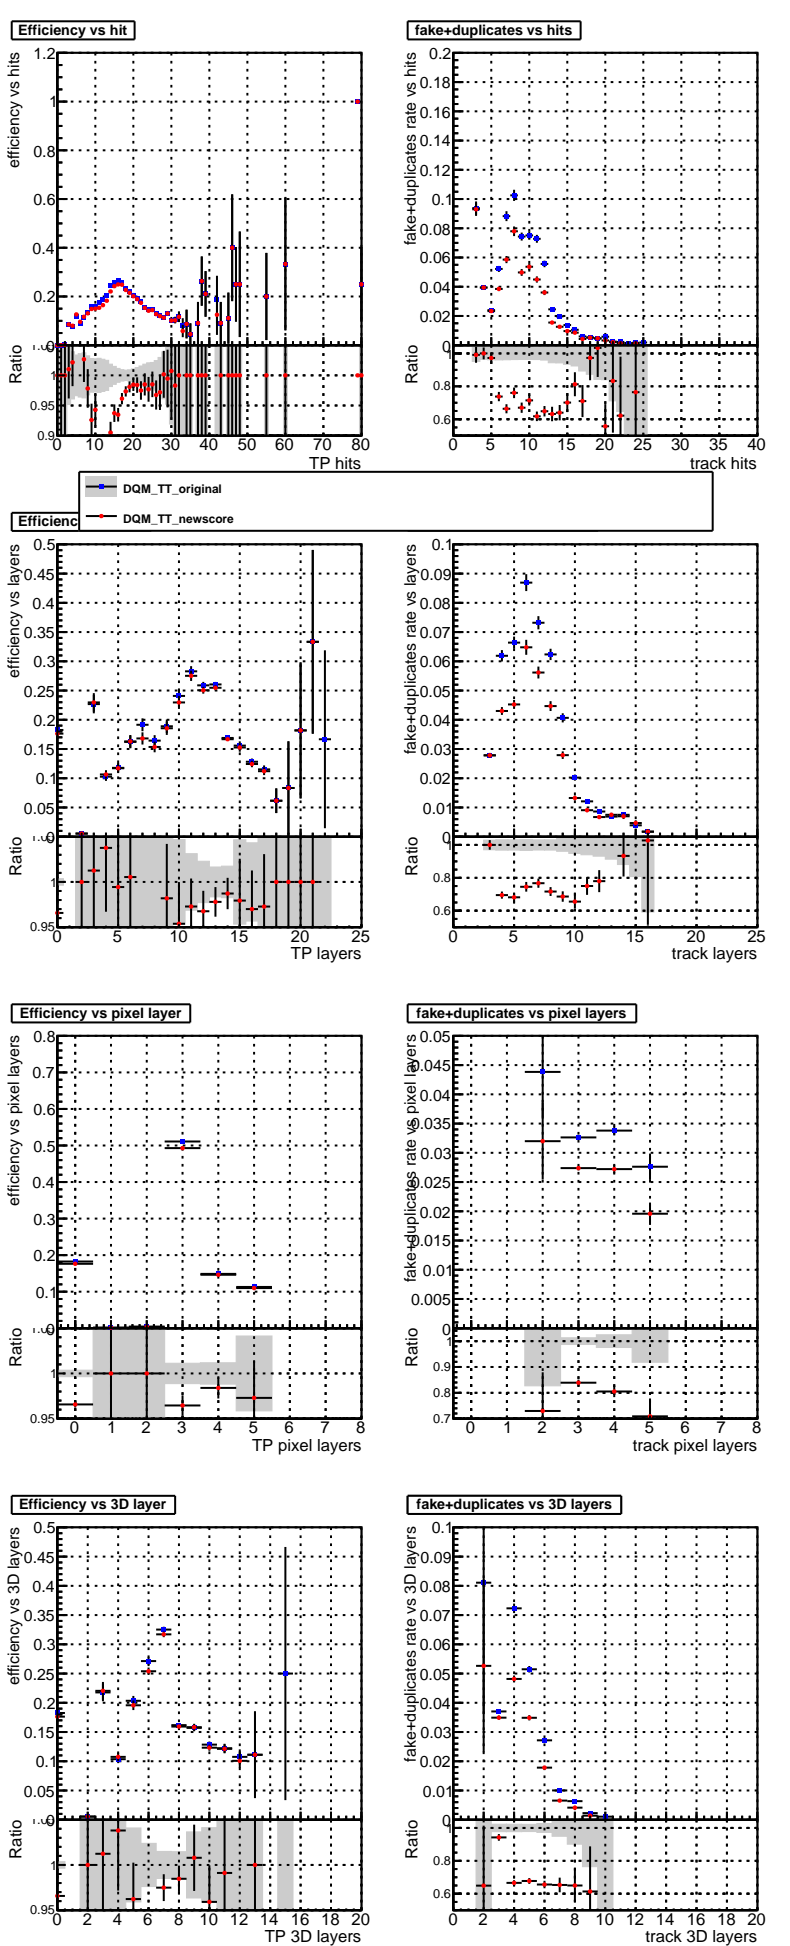 Efficiency vs hit
fake+duplicates vs hits
efficiency vs hits
1.2
1
0.8
0.6
0.4
0.2
0
Ratio
1
0.95
0.9
0 10 20 30 40 50 60 70 80
TP hits
fake+duplicates rate vs hits
0.2
0.18
0.16
0.14
0.12
0.1
0.08
0.06
0.04
0.02
0
Ratio
1
0.8
0.6
0 5 10 15 20 25 30 35 40
track hits
DQM_TT_original
DQM_TT_newscore
Efficienc
efficiency vs layers
0.5
0.45
0.4
0.35
0.3
0.25
0.2
0.15
0.1
0.05
0
Ratio
1
0.95
0 5 10 15 20 25
TP layers
fake+duplicates rate vs layers
0.1
0.09
0.08
0.07
0.06
0.05
0.04
0.03
0.02
0.01
0
Ratio
1
0.8
0.6
0 5 10 15 20 25
track layers
Efficiency vs pixel layer
fake+duplicates vs pixel layers
efficiency vs pixel layers
0.8
0.7
0.6
0.5
0.4
0.3
0.2
0.1
0
Ratio
1
0.95
0 1 2 3 4 5 6 7 8
TP pixel layers
fake+duplicates rate vs pixel layers
0.05
0.045
0.04
0.035
0.03
0.025
0.02
0.015
0.01
0.005
0
Ratio
1
0.9
0.8
0.7
0 1 2 3 4 5 6 7 8
track pixel layers
Efficiency vs 3D layer
fake+duplicates vs 3D layers
efficiency vs 3D layers
0.5
0.45
0.4
0.35
0.3
0.25
0.2
0.15
0.1
0.05
0
Ratio
1
0.95
0 2 4 6 8 10 12 14 16 18 20
TP 3D layers
fake+duplicates rate vs 3D layers
0.1
0.09
0.08
0.07
0.06
0.05
0.04
0.03
0.02
0.01
0
Ratio
1
0.8
0.6
0 2 4 6 8 10 12 14 16 18 20
track 3D layers